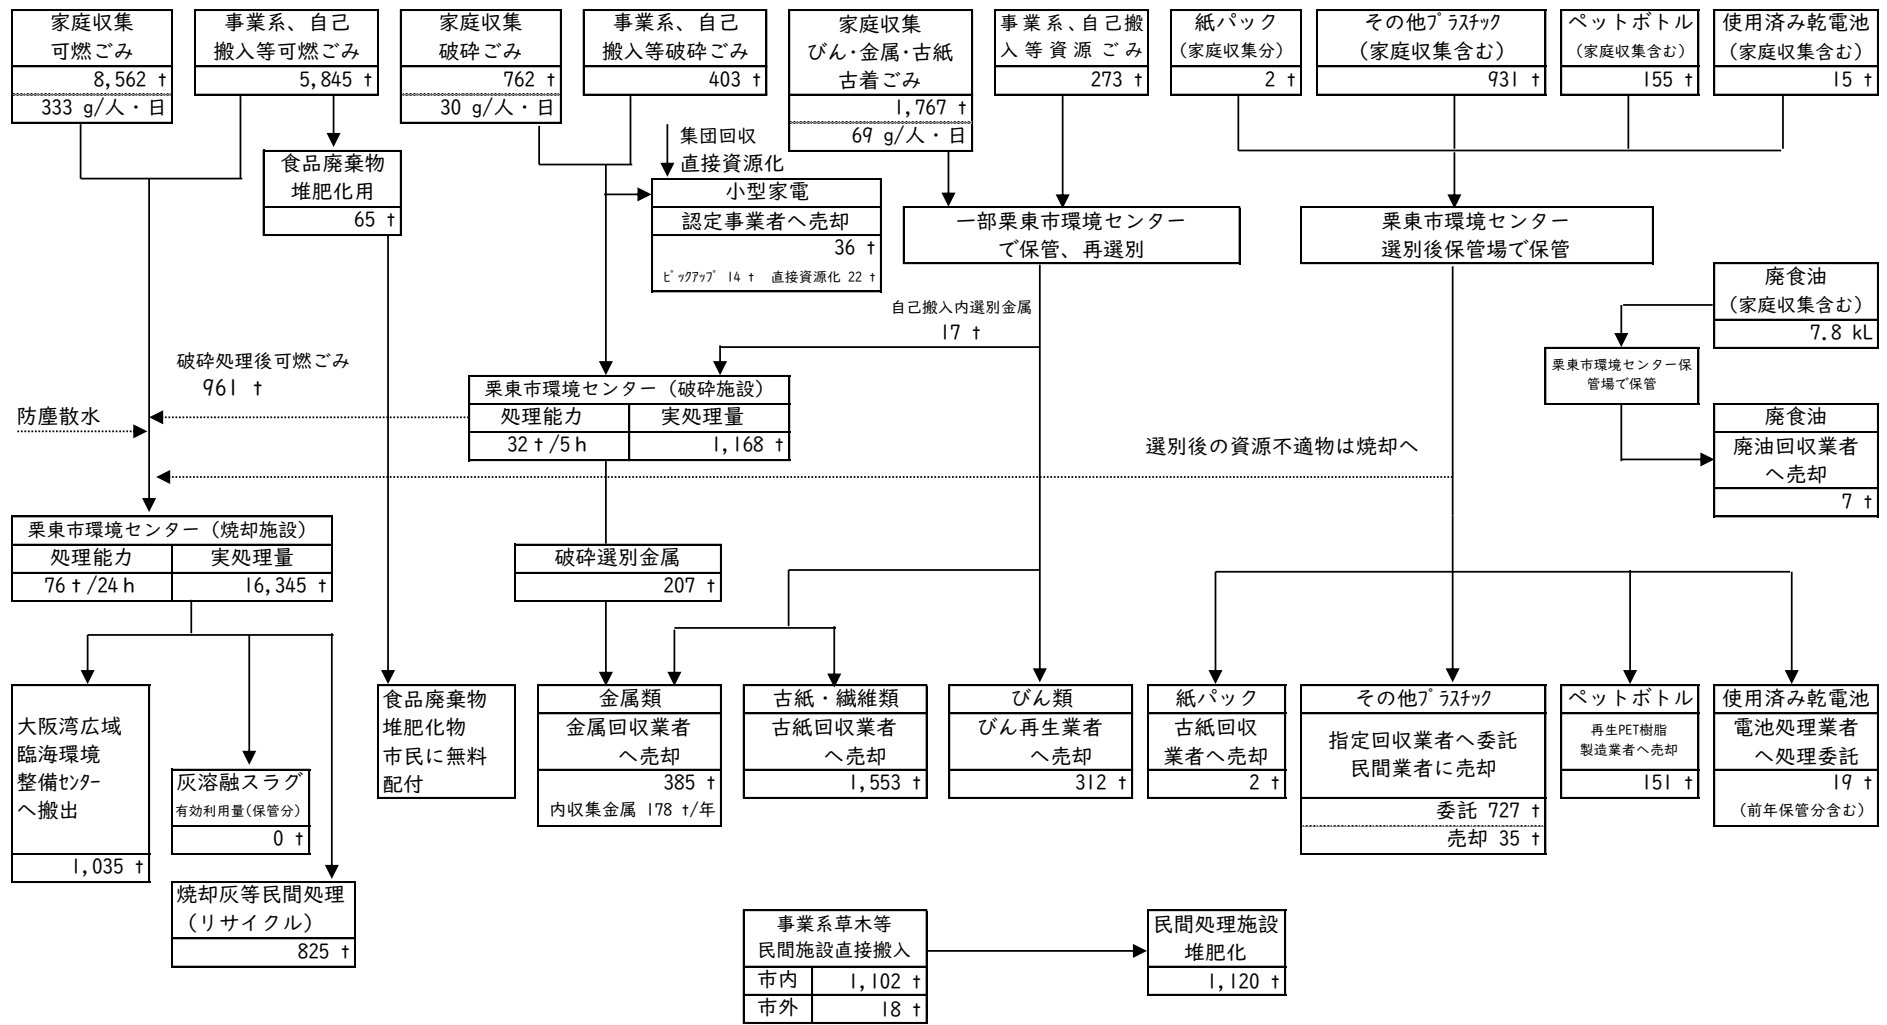 家庭収集
可燃ごみ
8,562 t
333 g/人・日
事業系、自己
搬入等可燃ごみ
5,845 t
家庭収集
破砕ごみ
762 t
30 g/人・日
事業系、自己
搬入等破砕ごみ
403 t
家庭収集
びん・金属・古紙
古着ごみ
1,767 t
69 g/人・日
事業系、自己搬
入等資源ごみ
273 t
紙パック
(家庭収集分)
2 t
その他プラスチック
(家庭収集含む)
931 t
ペットボトル
(家庭収集含む)
155 t
使用済み乾電池
(家庭収集含む)
15 t
食品廃棄物
堆肥化用
65 t
集団回収
直接資源化
小型家電
認定事業者へ売却
36 t
ピックアップ 14 t 直接資源化 22 t
一部栗東市環境センター
で保管、再選別
栗東市環境センター
選別後保管場で保管
廃食油
(家庭収集含む)
7.8 kL
自己搬入内選別金属
17 t
栗東市環境センター保
管場で保管
破砕処理後可燃ごみ
961 t
防塵散水
栗東市環境センター（破砕施設）
処理能力
実処理量
32t/5h
1,168 t
選別後の資源不適物は焼却へ
廃食油
廃油回収業者
へ売却
7 t
栗東市環境センター（焼却施設）
処理能力
実処理量
76t/24h
16,345 t
破砕選別金属
207 t
大阪湾広域
臨海環境
整備センター
へ搬出
1,035 t
灰溶融スラグ
有効利用量(保管分)
0 t
焼却灰等民間処理
（リサイクル）
825 t
食品廃棄物
堆肥化物
市民に無料
配付
金属類
金属回収業者
へ売却
385 t
内収集金属 178 t/年
古紙・繊維類
古紙回収業者
へ売却
1,553 t
びん類
びん再生業者
へ売却
312 t
紙パック
古紙回収
業者へ売却
2 t
その他プラスチック
指定回収業者へ委託
民間業者に売却
委託 727 t
売却 35 t
ペットボトル
再生PET樹脂
製造業者へ売却
151 t
使用済み乾電池
電池処理業者
へ処理委託
19 t
(前年保管分含む)
事業系草木等
民間施設直接搬入
市内
1,102 t
市外
18 t
民間処理施設
堆肥化
1,120 t